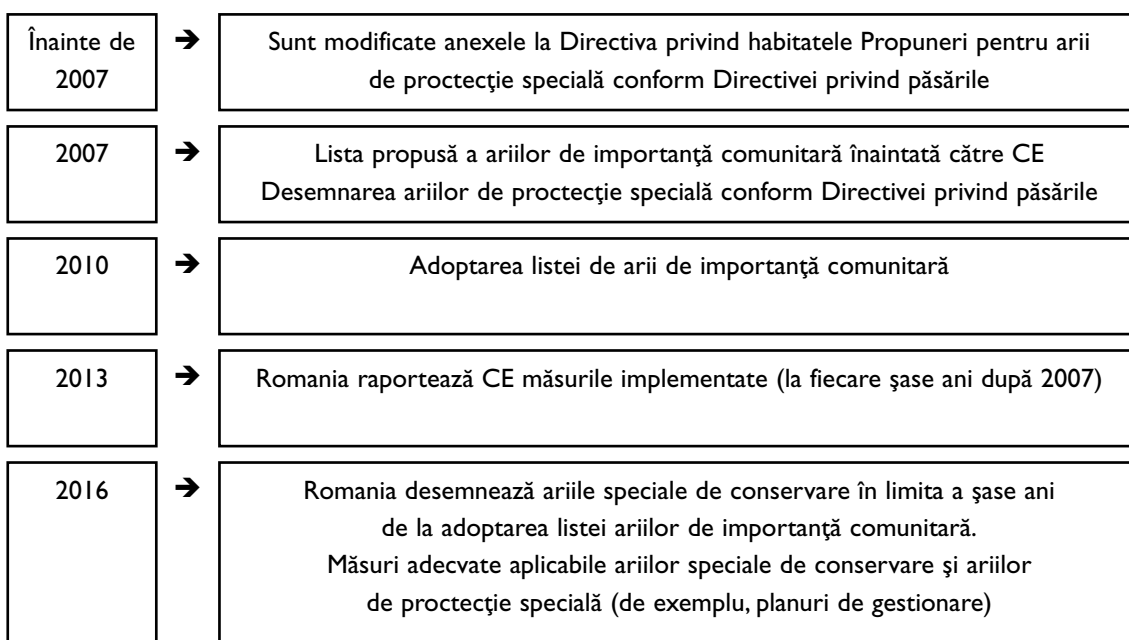 Înainte de
2007
➔
Sunt modificate anexele la Directiva privind habitatele Propuneri pentru arii
de proctecţie specială conform Directivei privind păsările
2007
➔
Lista propusă a ariilor de importanţă comunitară înaintată către CE
Desemnarea ariilor de proctecţie specială conform Directivei privind păsările
2010
➔
Adoptarea listei de arii de importanţă comunitară
2013
➔
Romania raportează CE măsurile implementate (la fiecare şase ani după 2007)
2016
➔
Romania desemnează ariile speciale de conservare în limita a şase ani
de la adoptarea listei ariilor de importanţă comunitară.
Măsuri adecvate aplicabile ariilor speciale de conservare şi ariilor
de proctecţie specială (de exemplu, planuri de gestionare)